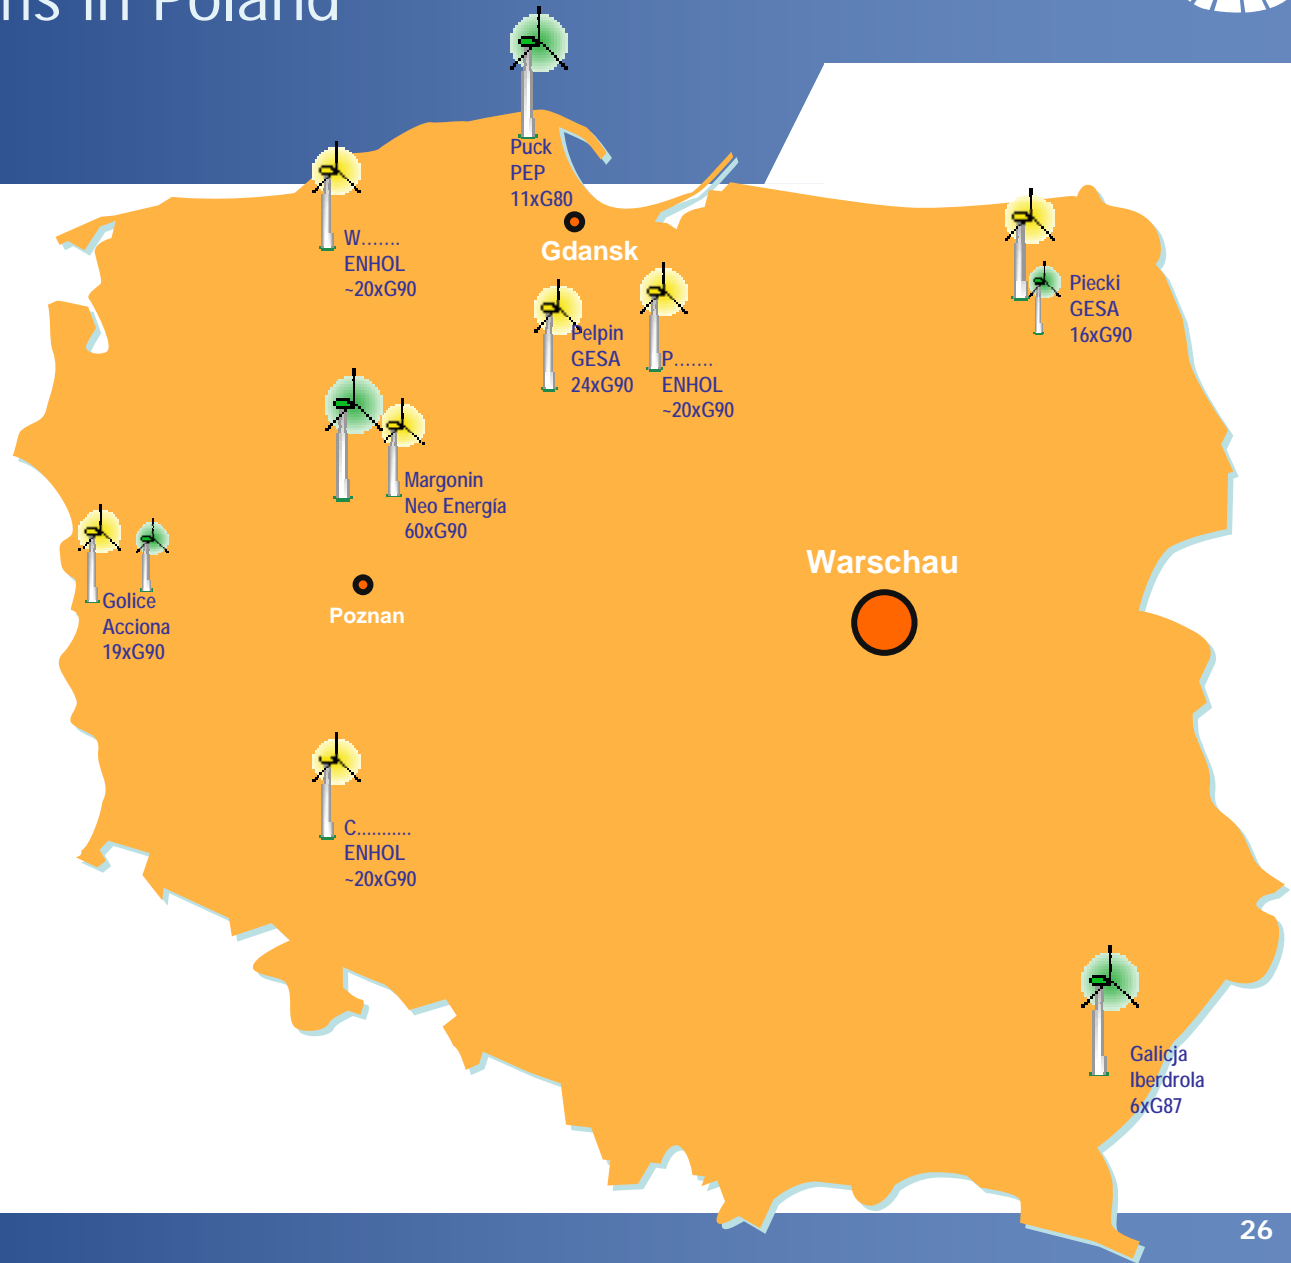 ns in Poland
Puck
PEP
11xG80
W.......
ENHOL
~20xG90
Gdansk
Piecki
GESA
16xG90
Pelpin
GESA
24xG90
P.......
ENHOL
~20xG90
Margonin
Neo Energía
60xG90
Warschau
Golice
Acciona
19xG90
Poznan
C...........
ENHOL
~20xG90
Galicja
Iberdrola
6xG87
26